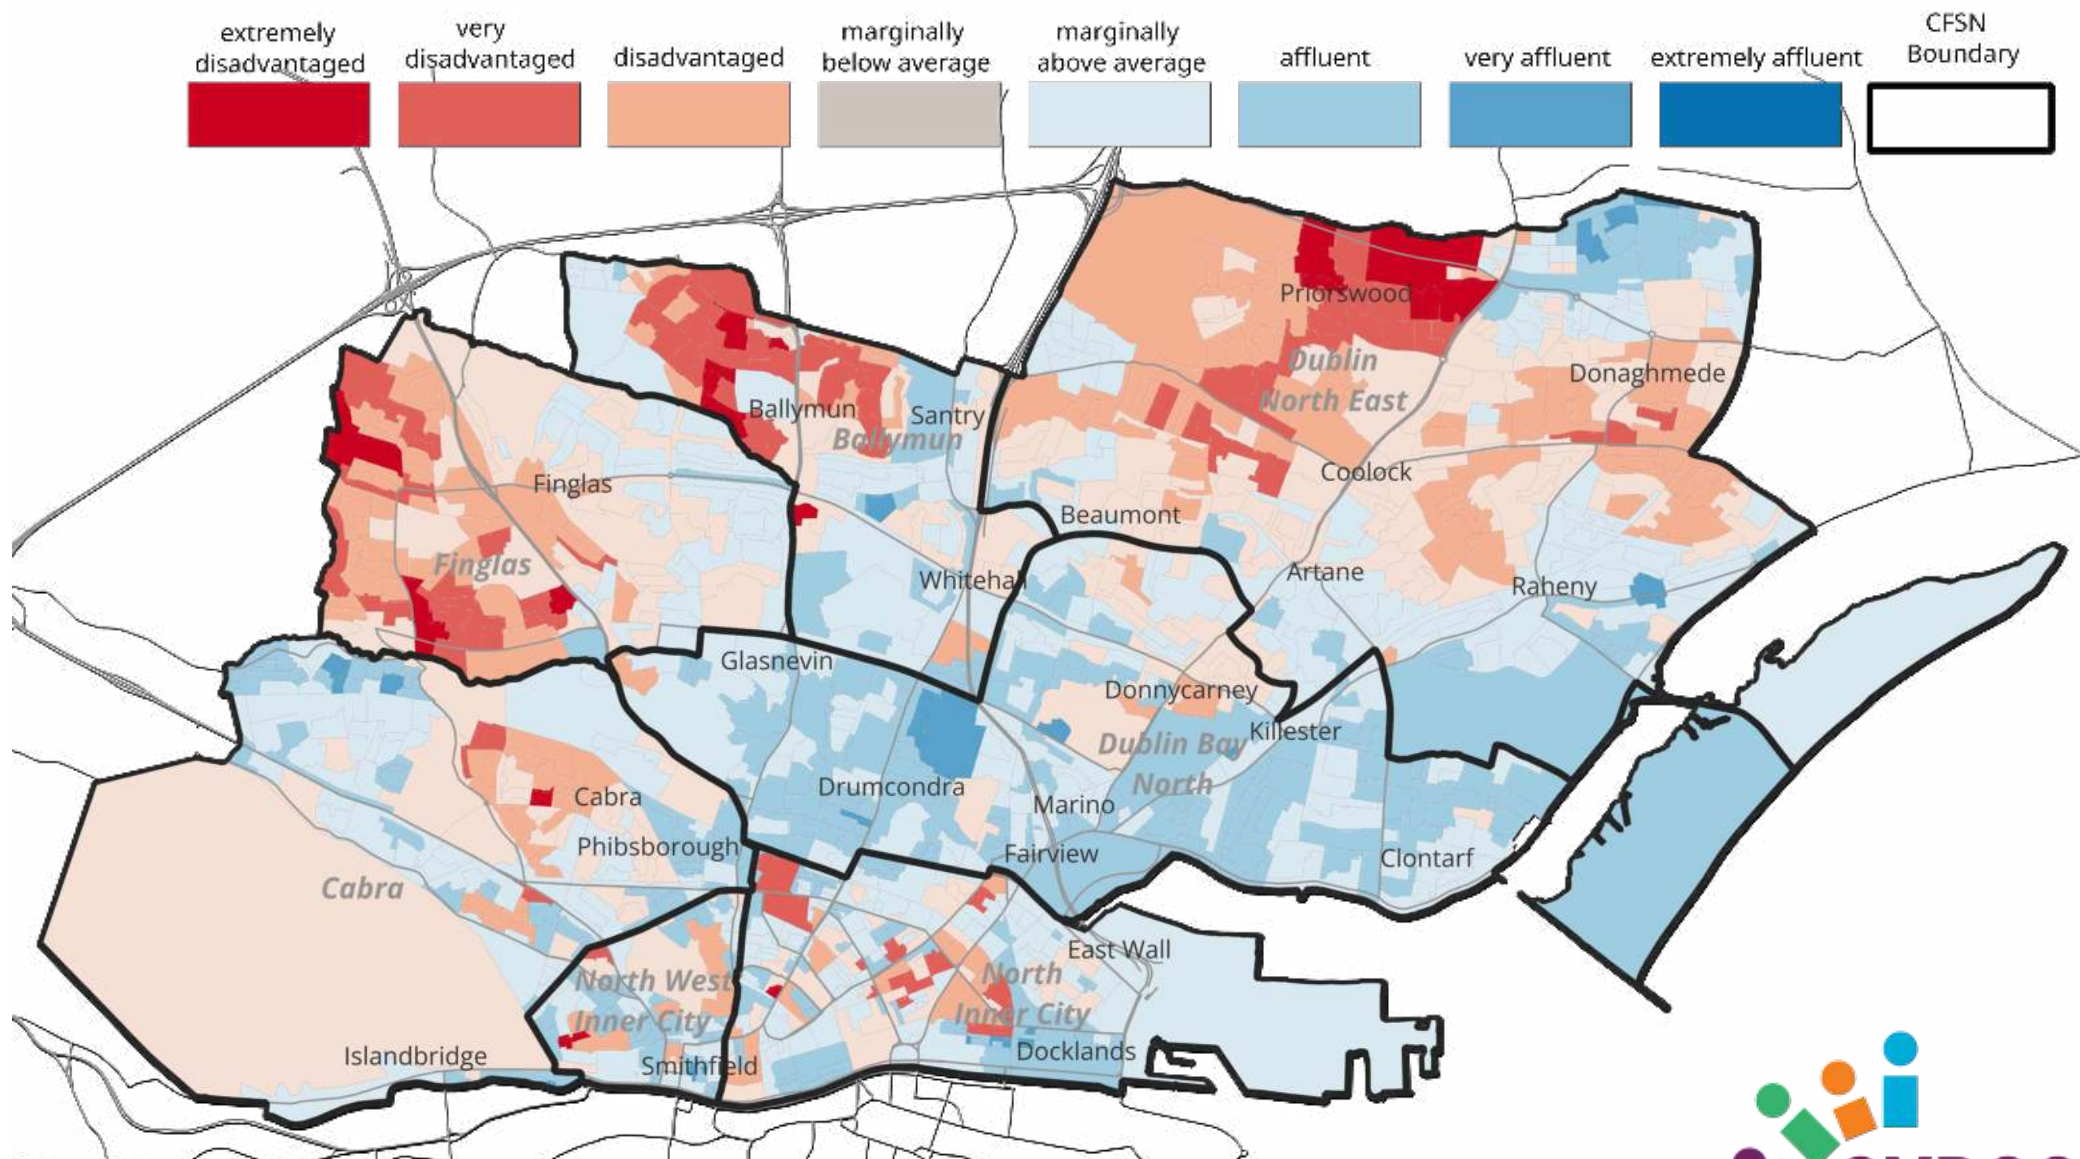 extremely
disadvantaged
very
disadvantaged
disadvantaged
marginally
below average
marginally
above average
affluent
very affluent
extremely affluent
CFSN
Boundary
Priorswood
Dublin
North East
Donaghmede
Ballymun
Santry
Ballymun
Finglas
Coolock
Beaumont
Finglas
Whitehall
Artane
Raheny
Glasnevin
Donnycarney
Killester
Dublin Bay
North
Drumcondra
Marino
Cabra
Phibsborough
Fairview
Clontarf
Cabra
East Wall
North West
Inner City
North
Inner City
Islandbridge
Smithfield
Docklands